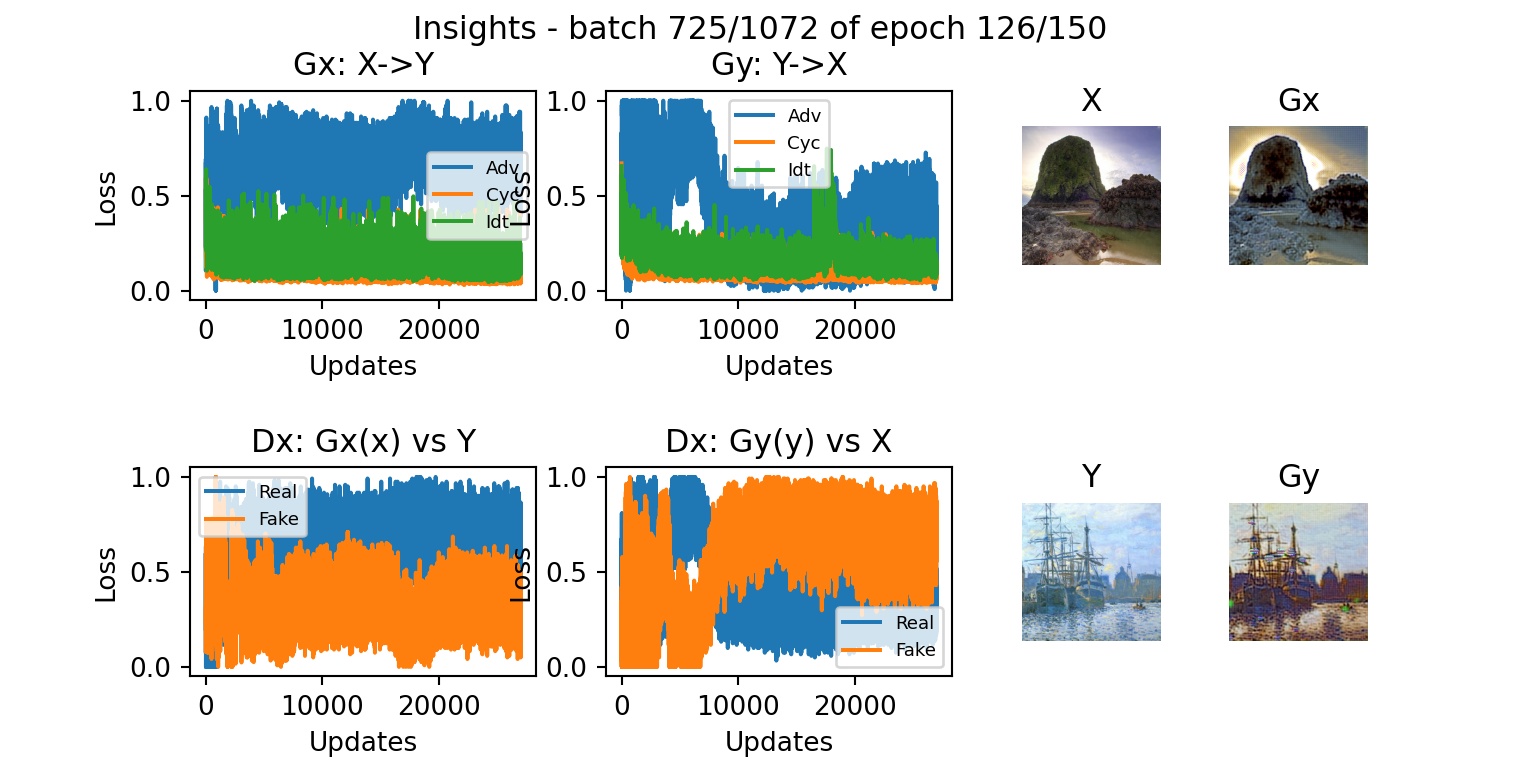 Insights - batch 725/1072 of epoch 126/150
Gx: X->Y
1.0
0.5
0.0
Loss
Adv
Cyc
Idt
0 10000 20000
Updates
Gy: Y->X
1.0
0.5
0.0
Loss
Adv
Cyc
Idt
0 10000 20000
Updates
X
Gx
Dx: Gx(x) vs Y
1.0
0.5
0.0
Loss
Real
Fake
0 10000 20000
Updates
Dx: Gy(y) vs X
1.0
0.5
0.0
Loss
Real
Fake
0 10000 20000
Updates
Y
Gy